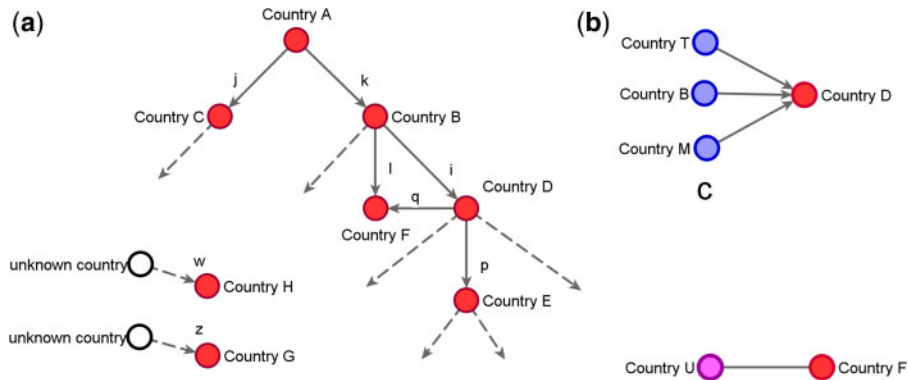 (a)
Country A
j
k
Country C
Country B
l
i
Country D
q
Country F
unknown country
w
Country H
p
Country E
unknown country
z
Country G
(b)
Country T
Country B
Country D
Country M
C
Country U
Country F